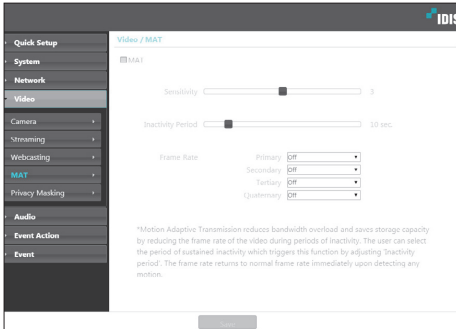 IDIS
Quick Setup
System
Network
Video
Camera
Streaming
Webcasting
MAT
Privacy Masking
Audio
Event Action
Event
Video / MAT
MAT
Sensitivity 5
Inactivity Period 10 sec.
Frame Rate Primary Off
Secondary Off
Tertiary Off
Quaternary Off
*Motion Adaptive Transmission reduces bandwidth overload and saves storage capacity
by reducing the frame rate of the video during periods of inactivity. The user can select
the period of sustained inactivity which triggers this function by adjusting 'Inactivity
period'. The frame rate returns to normal frame rate immediately upon detecting any
motion.
Save